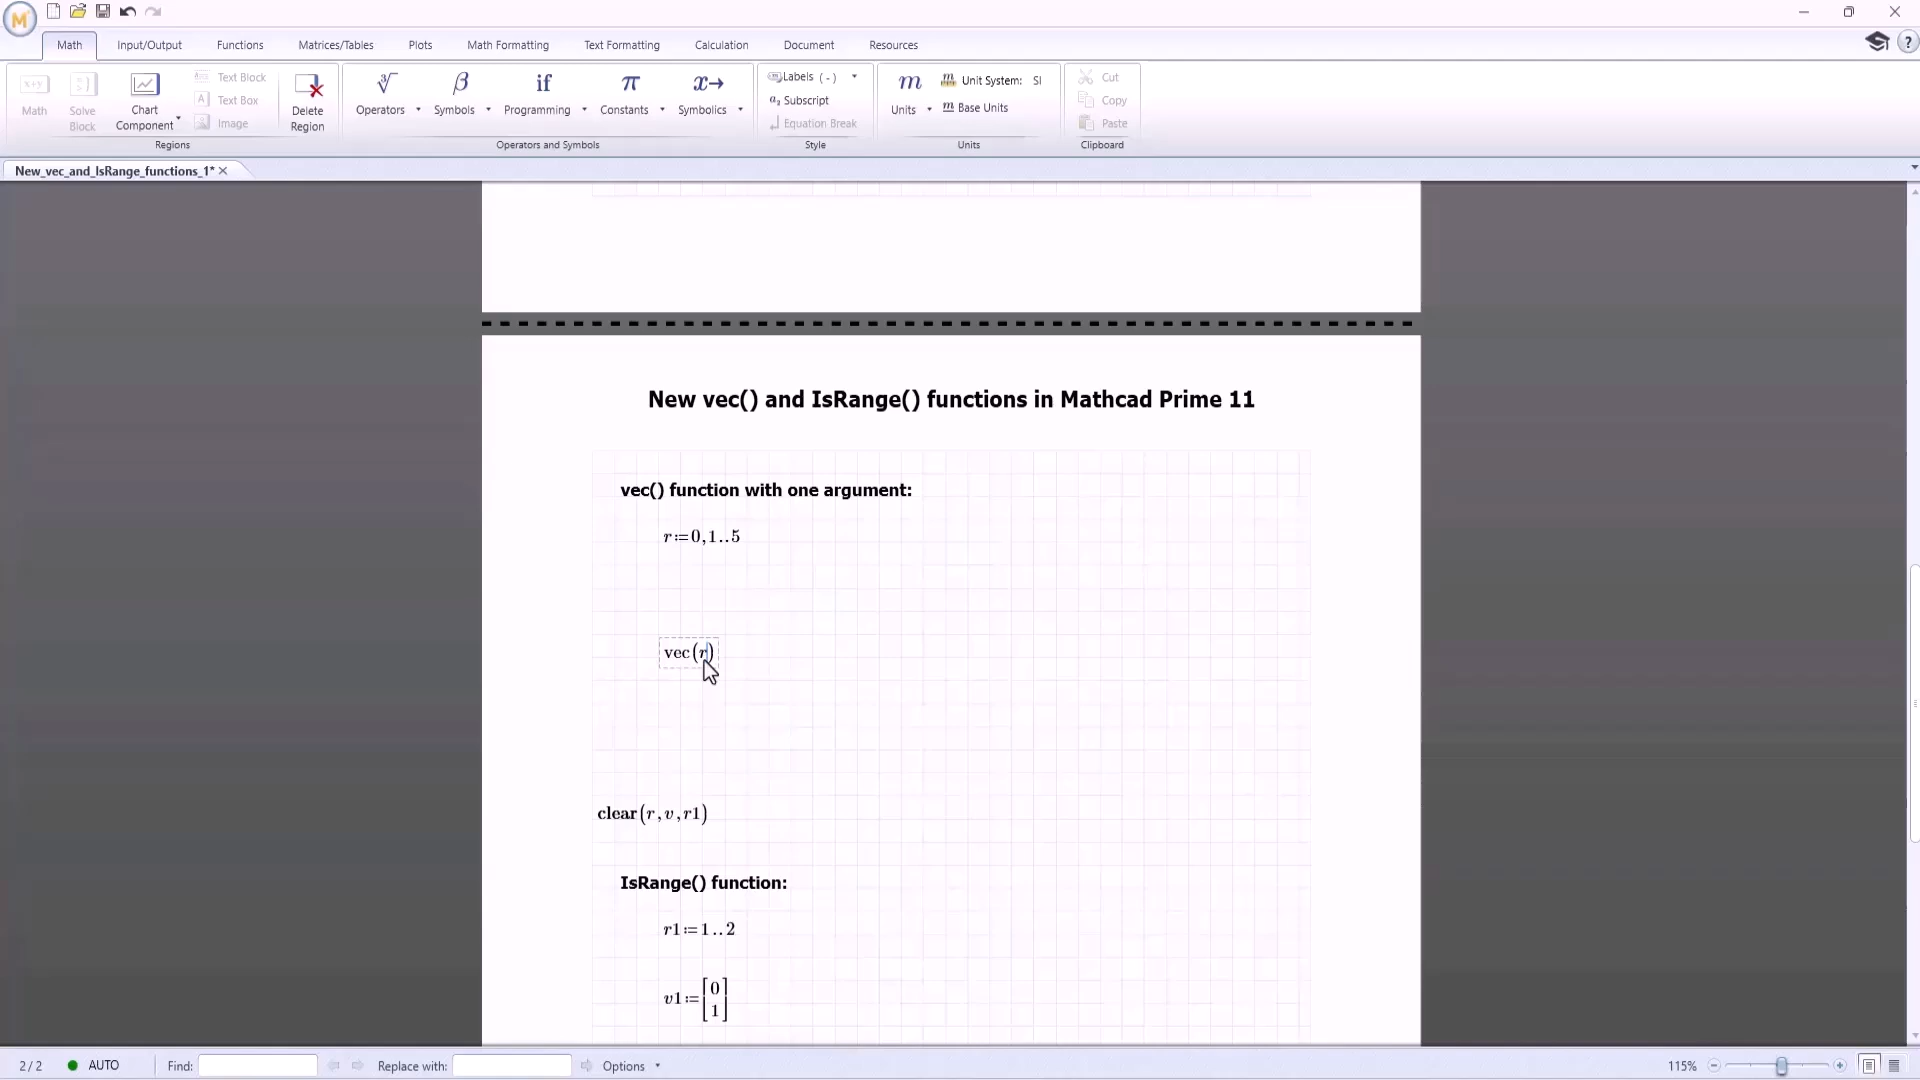 M
Math Input/Output Functions Matrices/Tables Plots Math Formatting Text Formatting Calculation Document Resources
?
Math
Solve Block
Chart Component
Text Block
Text Box
Image
Delete Region
Regions
Operators Symbols Programming Constants Symbolics
if β π x→
Operators and Symbols
Labels ( - )
Subscript
Equation Break
Style
m
Units
Unit System: SI
Base Units
Units
Cut
Copy
Paste
Clipboard
New_vec_and_IsRange_functions_1*
New vec() and IsRange() functions in Mathcad Prime 11
vec() function with one argument:
r:=0,1..5
vec(r)
clear(r,v,r1)
IsRange() function:
r1:=1..2
v1:=[0
1]
2/2 AUTO Find: Replace with: Options 115%